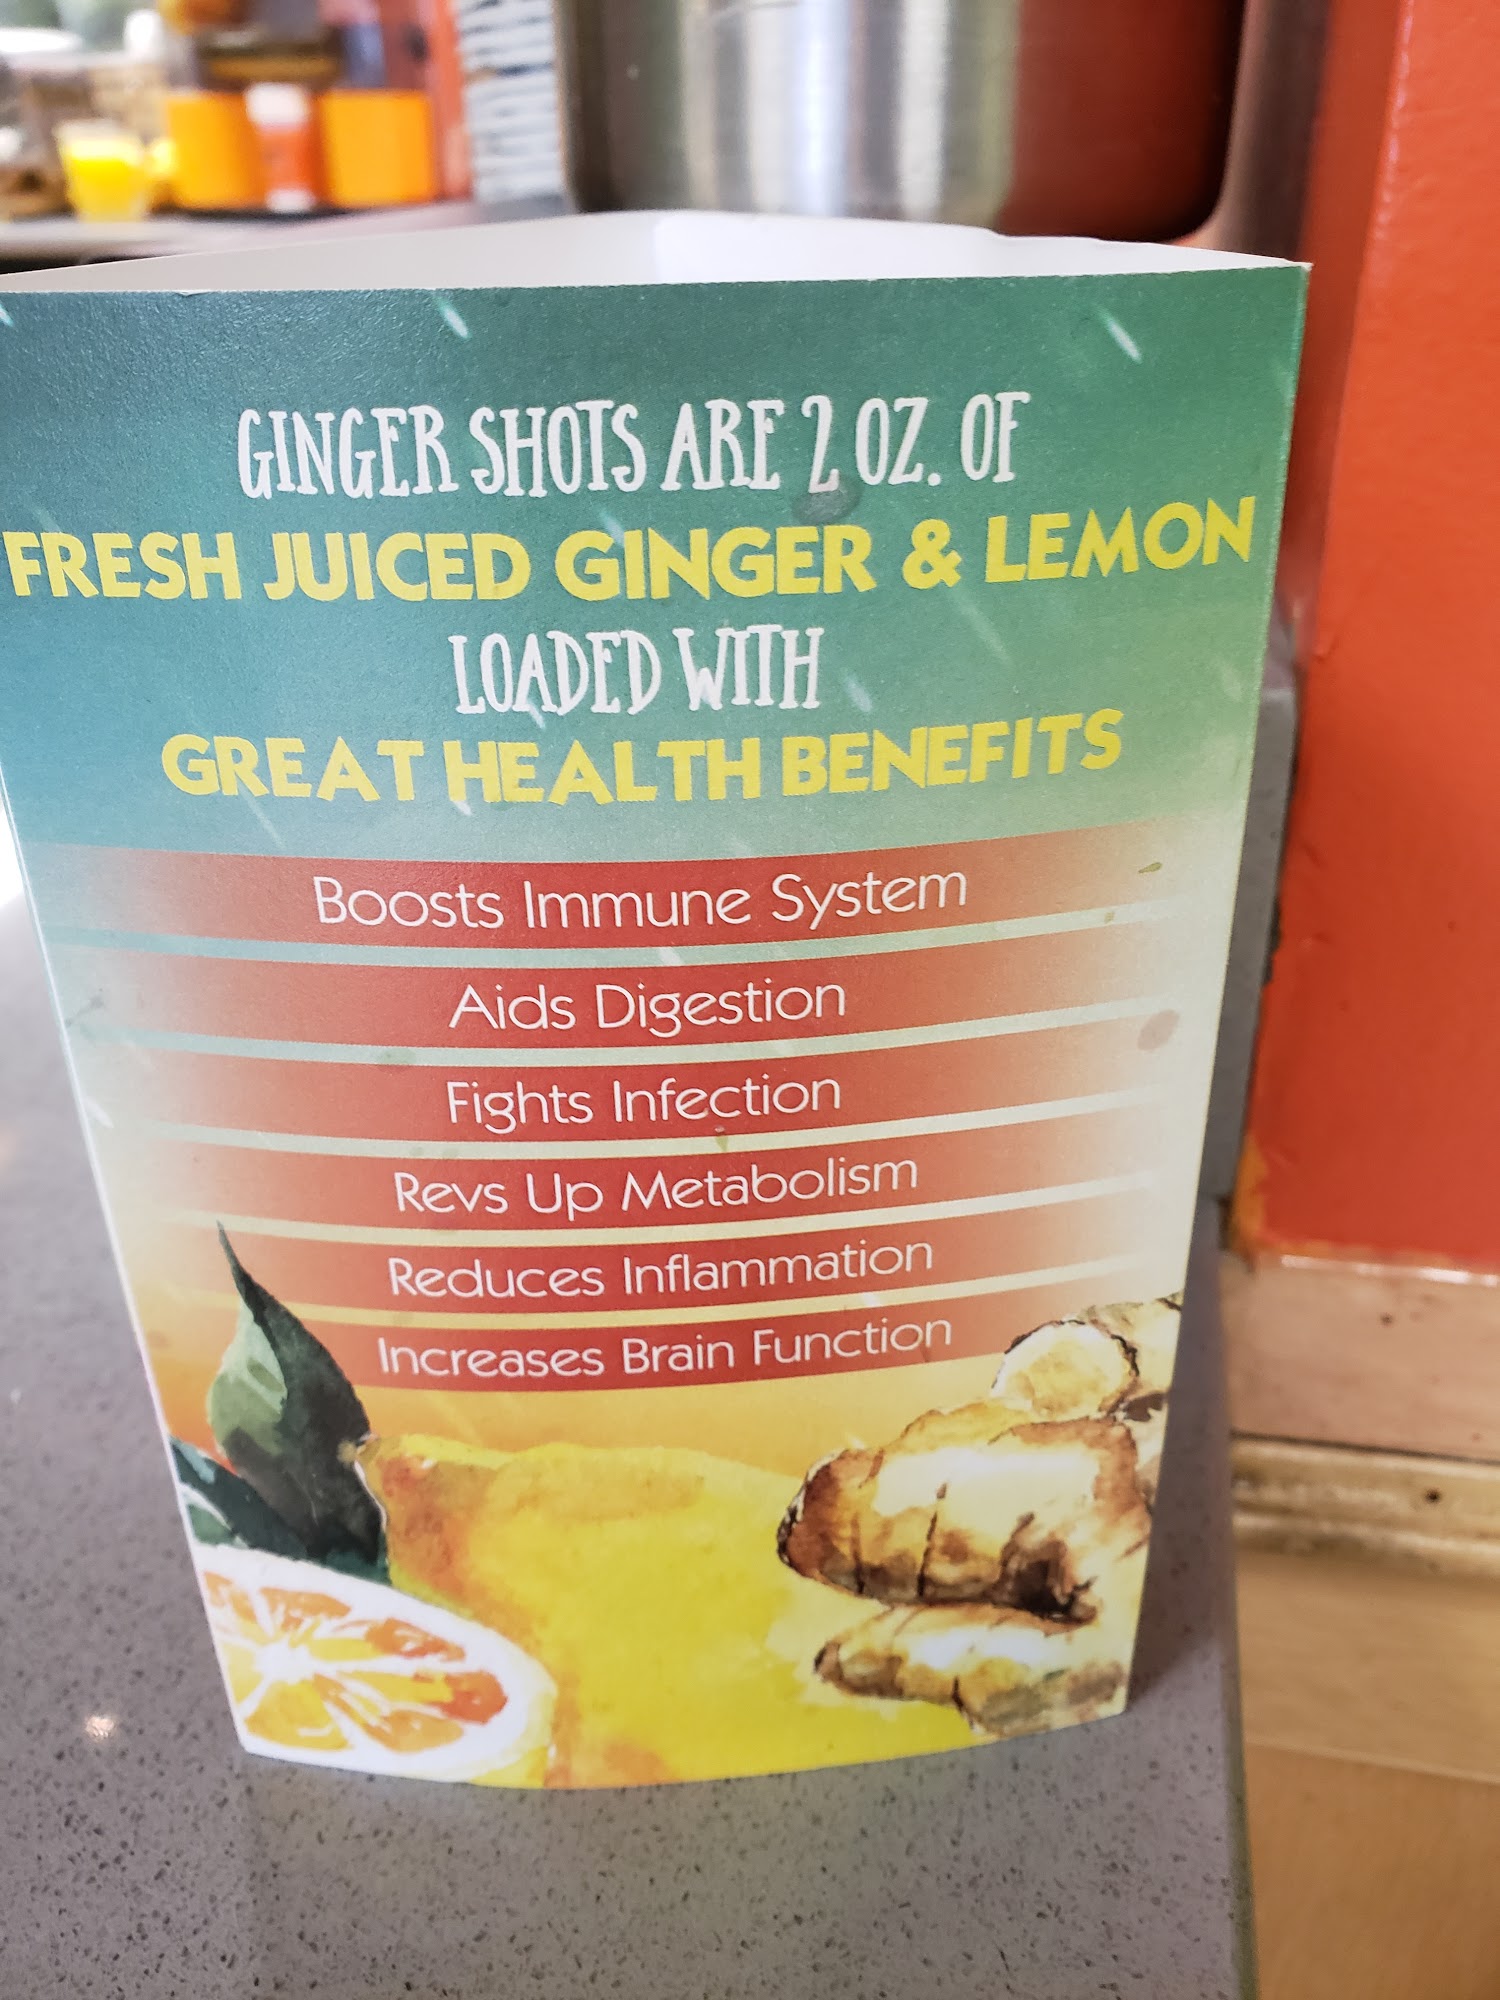 GINGER SHOTS ARE 2 OZ. OF
FRESH JUICED GINGER & LEMON
LOADED WITH
GREAT HEALTH BENEFITS
Boosts Immune System
Aids Digestion
Fights Infection
Revs Up Metabolism
Reduces Inflammation
Increases Brain Function